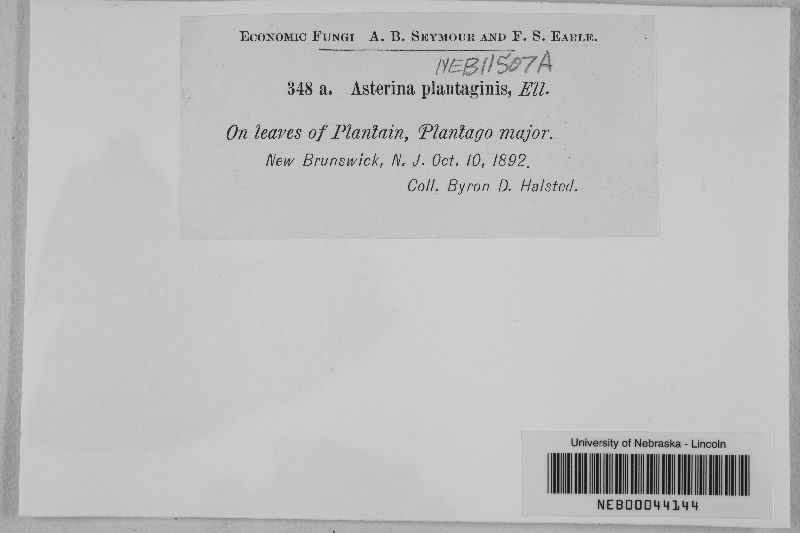 Economic Fungi A. B. Seymour and F. S. Earle.
NEB11507A
348 a. Asterina plantaginis, Ell.
On leaves of Plantain, Plantago major.
New Brunswick, N. J. Oct. 10, 1892.
Coll. Byron D. Halsted.
University of Nebraska - Lincoln
NEB00044144